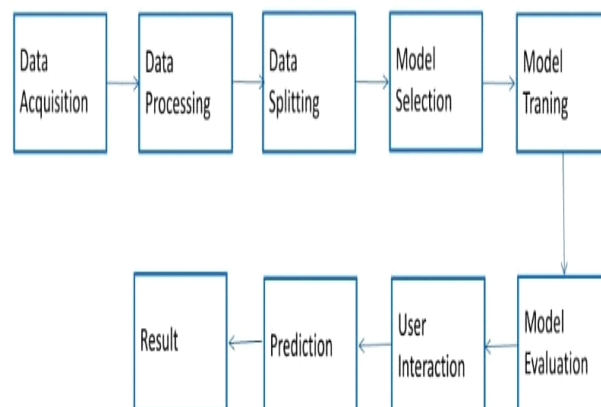 Data
Acquisition
Data
Processing
Data
Splitting
Model
Selection
Model
Traning
Model
Evaluation
User
Interaction
Prediction
Result